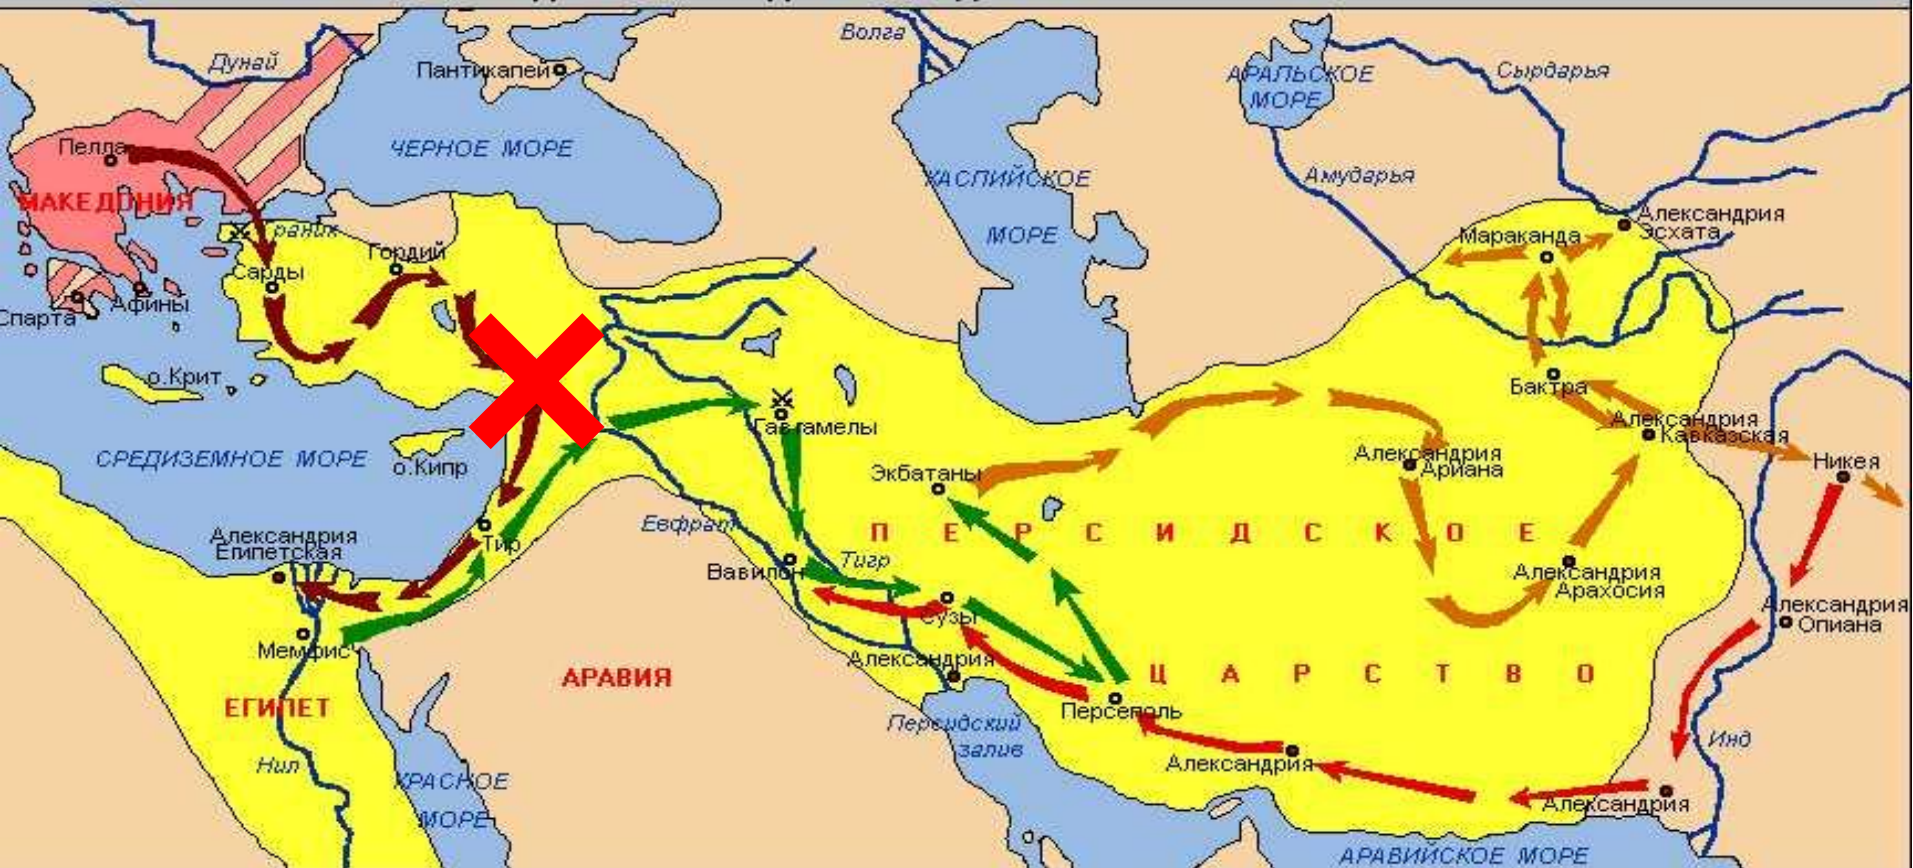 Волга
Дунай
Пантикапей
АРАЛЬСКОЕ
МОРЕ
Сырдарья
ЧЕРНОЕ МОРЕ
Пелла
КАСПИЙСКОЕ
МОРЕ
Амударья
МАКЕДОНИЯ
Александрия
Эсхата
раник
Мараканда
Гордий
Сарды
Афины
Спарта
о.Крит
Бактра
Александрия
Кавказская
Гавгамелы
СРЕДИЗЕМНОЕ МОРЕ
о.Кипр
Экбатаны
Александрия
Ариана
Никея
Евфрат
ПЕРСИДСКОЕ
Александрия
Египетская
Тир
Тигр
Вавилон
Александрия
Арахосия
Сузы
Александрия
Опиана
Мемфис
Александрия
АРАВИЯ
ЦАРСТВО
ЕГИПЕТ
Персеполь
Персидский
залив
Инд
Нил
Александрия
КРАСНОЕ
МОРЕ
Александрия
АРАВИЙСКОЕ МОРЕ